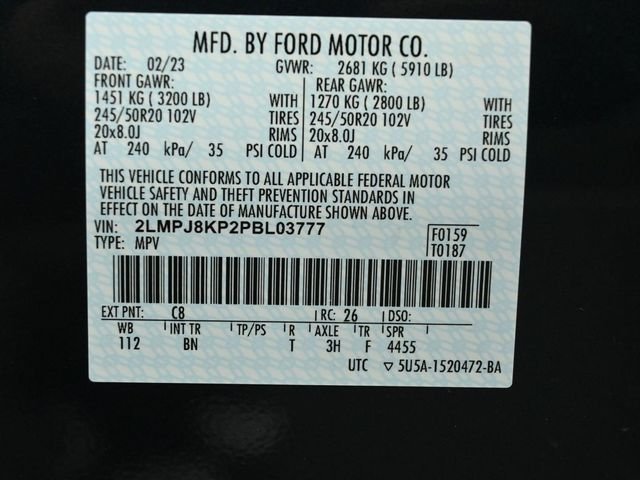 MFD. BY FORD MOTOR CO.
DATE: 02/23 GVWR: 2681 KG ( 5910 LB)
FRONT GAWR: REAR GAWR:
1451 KG ( 3200 LB) WITH 1270 KG ( 2800 LB) WITH
245/50R20 102V TIRES 245/50R20 102V TIRES
20x8.0J RIMS 20x8.0J RIMS
AT 240 kPa/ 35 PSI COLD AT 240 kPa/ 35 PSI COLD
THIS VEHICLE CONFORMS TO ALL APPLICABLE FEDERAL MOTOR
VEHICLE SAFETY AND THEFT PREVENTION STANDARDS IN
EFFECT ON THE DATE OF MANUFACTURE SHOWN ABOVE.
VIN: 2LMPJ8KP2PBL03777 F0159
TYPE: MPV T0187
EXT PNT: C8 RC: 26 DSO:
WB INT TR TP/PS R AXLE TR SPR
112 BN T 3H F 4455
UTC ▽ 5U5A-1520472-BA